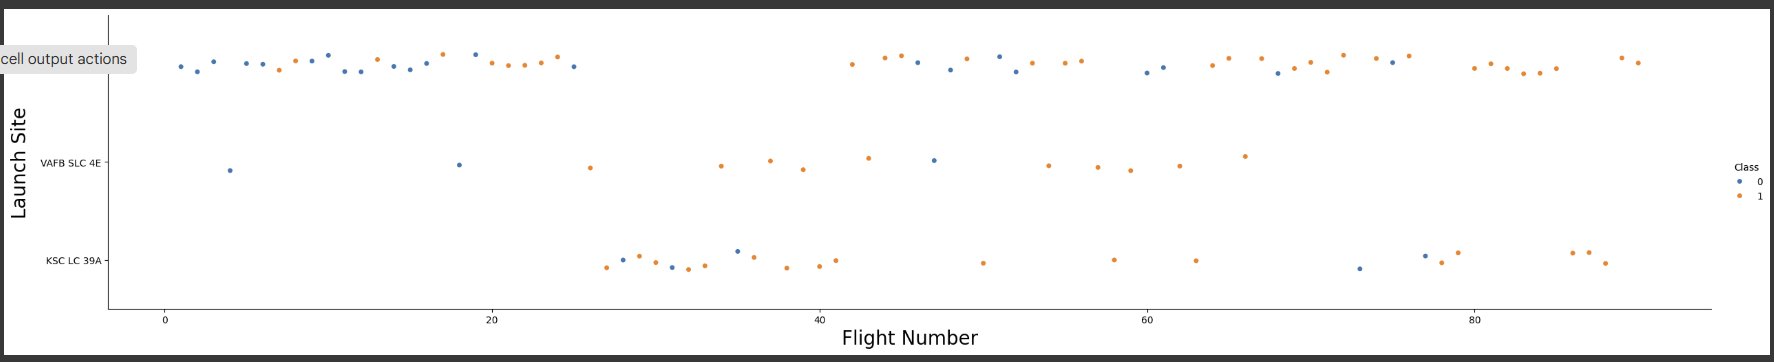 cell output actions
Launch Site
VAFB SLC 4E
KSC LC 39A
0
20
40
60
80
Flight Number
Class
0
1